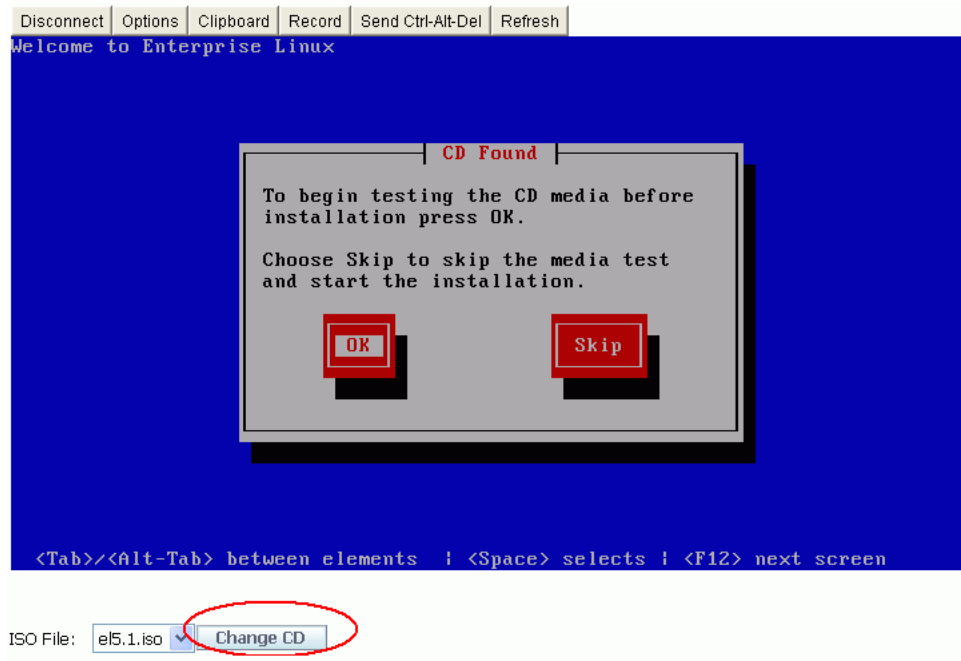 Disconnect Options Clipboard Record Send Ctrl-Alt-Del Refresh
Welcome to Enterprise Linux
CD Found
To begin testing the CD media before
installation press OK.
Choose Skip to skip the media test
and start the installation.
OK Skip
<Tab>/<Alt-Tab> between elements | <Space> selects | <F12> next screen
ISO File: el5.1.iso Change CD